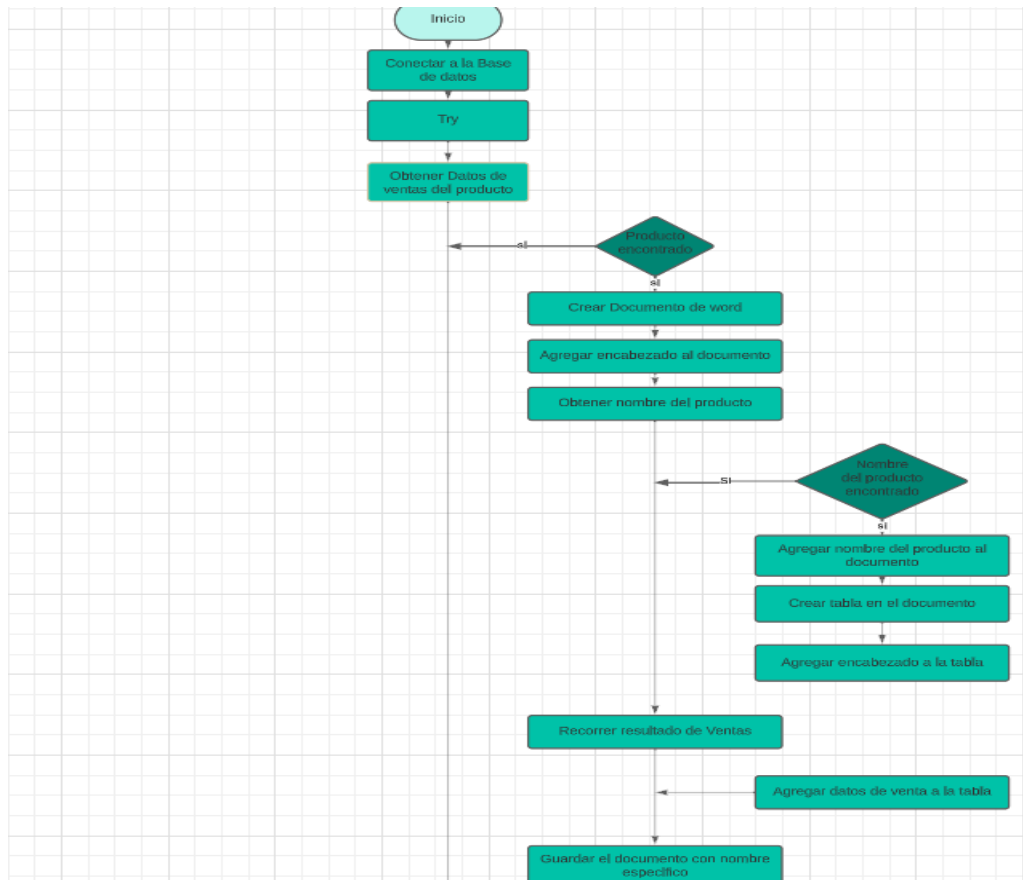 Inicio
Conectar a la Base
de datos
Try
Obtener Datos de
ventas del producto
Producto
encontrado
si
si
Crear Documento de word
Agregar encabezado al documento
Obtener nombre del producto
Nombre
del producto
encontrado
SI
si
Agregar nombre del producto al
documento
Crear tabla en el documento
Agregar encabezado a la tabla
Recorrer resultado de Ventas
Agregar datos de venta a la tabla
Guardar el documento con nombre
específico